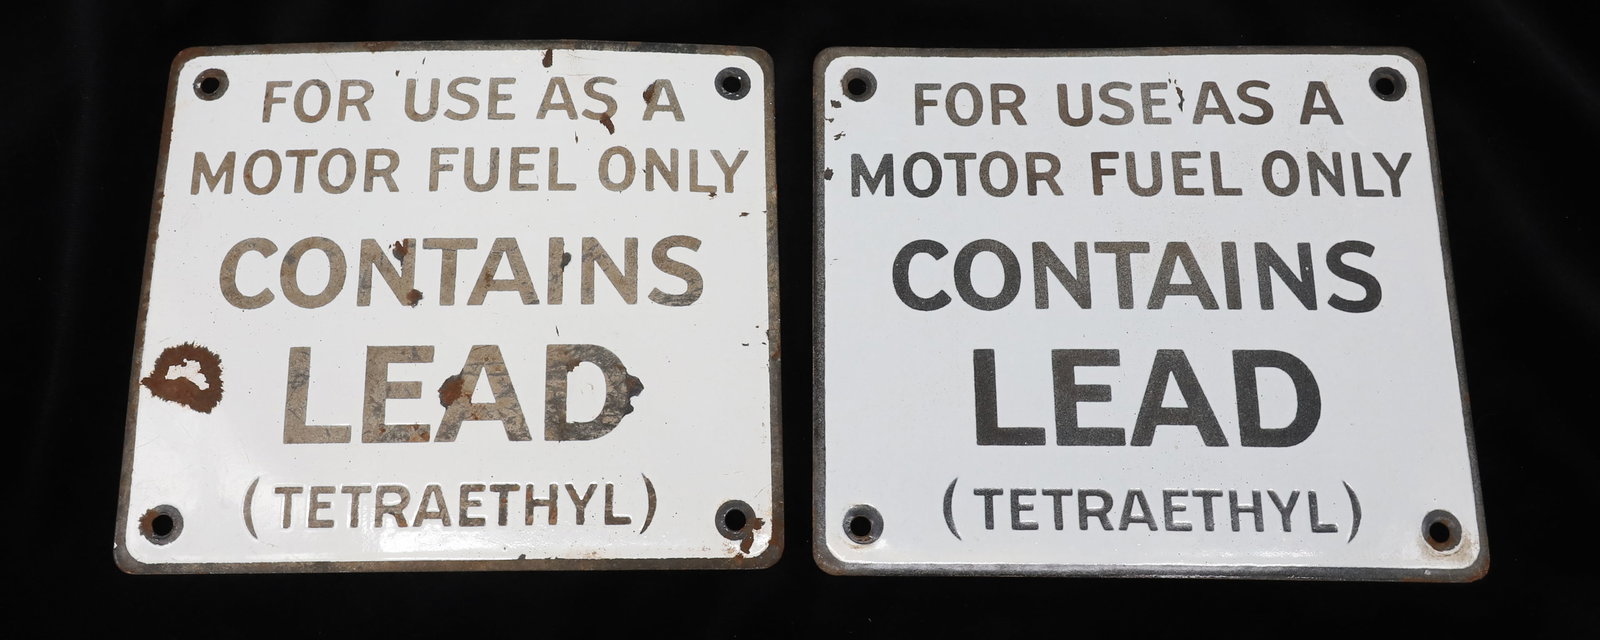 FOR USE AS A
MOTOR FUEL ONLY
CONTAINS
LEAD
(TETRAETHYL)
FOR USE AS A
MOTOR FUEL ONLY
CONTAINS
LEAD
(TETRAETHYL)